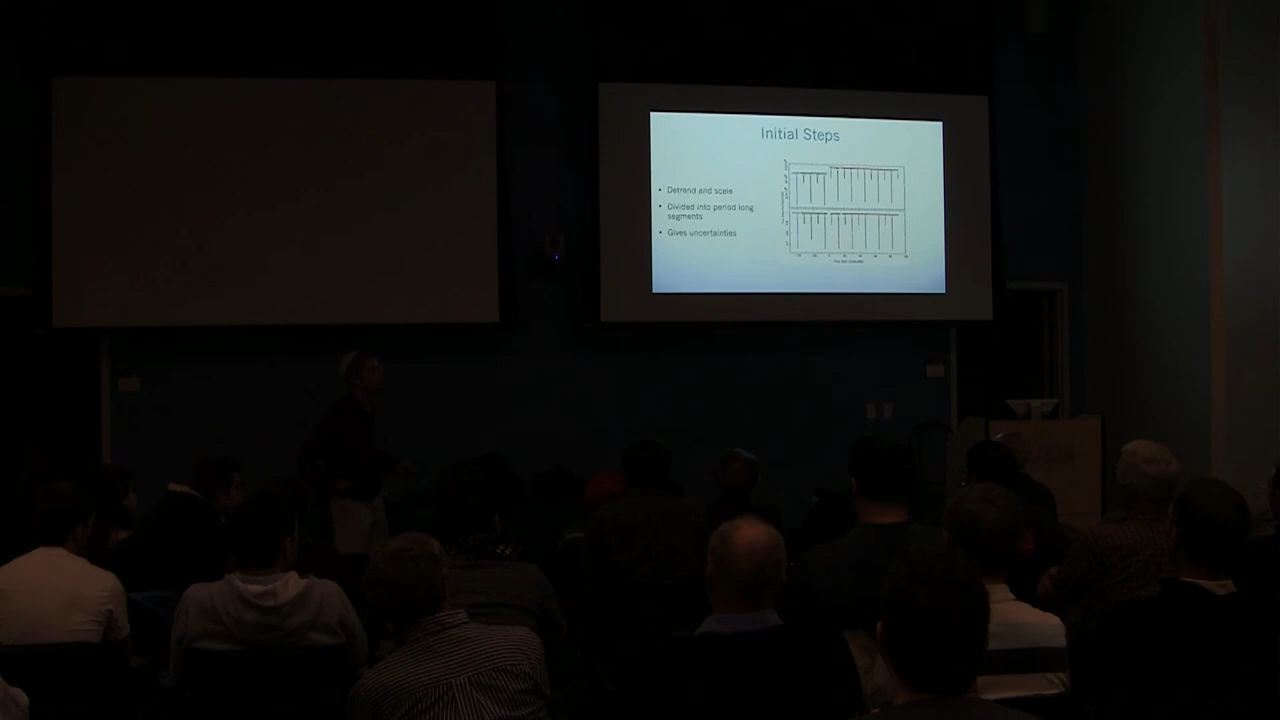 Initial Steps
• Detrend and scale
• Divided into period long
segments
• Gives uncertainties